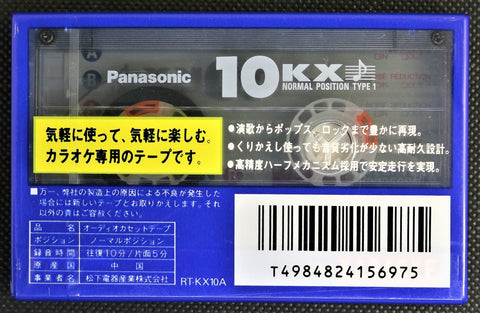 Panasonic
10 KX
NORMAL POSITION TYPE 1
気軽に使って、気軽に楽しむ。
カラオケ専用のテープです。
●演歌からポップス、ロックまで豊かに再現。
●くりかえし使っても音質劣化が少ない高耐久設計。
●高精度ハーフメカニズム採用で安定走行を実現。
■万一、弊社の製造上の原因による不良が発生した
場合には新しいテープとお取りかえいたします。それ
以外の責はご容赦ください。
品名 オーディオカセットテープ
ポジション ノーマルポジション
録音時間 10分/片面5分
原産国 中国
事業者名 松下電器産業株式会社
RT-KX10A
T4984824156975